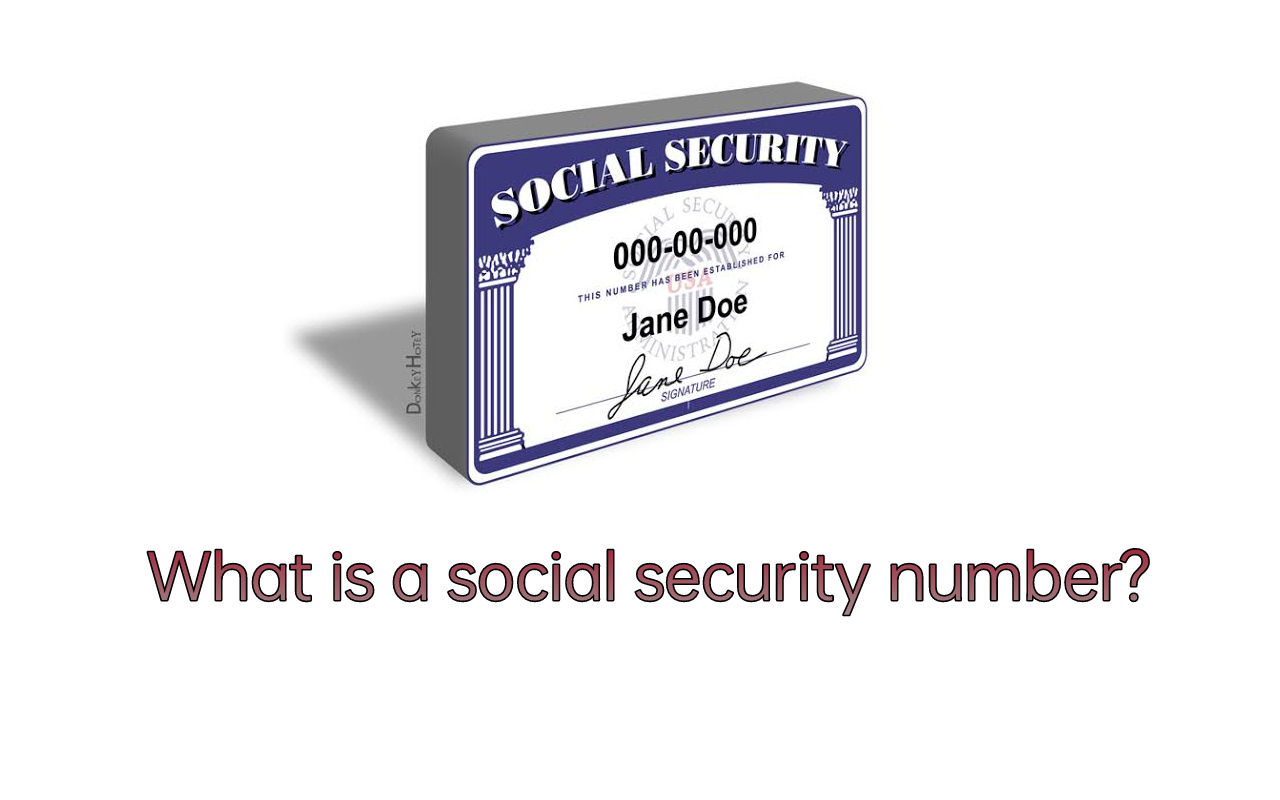 SOCIAL SECURITY
SOCIAL SECURITY ADMINISTRATION
USA
000-00-000
THIS NUMBER HAS BEEN ESTABLISHED FOR
Jane Doe
Jane Doe
SIGNATURE
DONKEYHOTEY
What is a social security number?